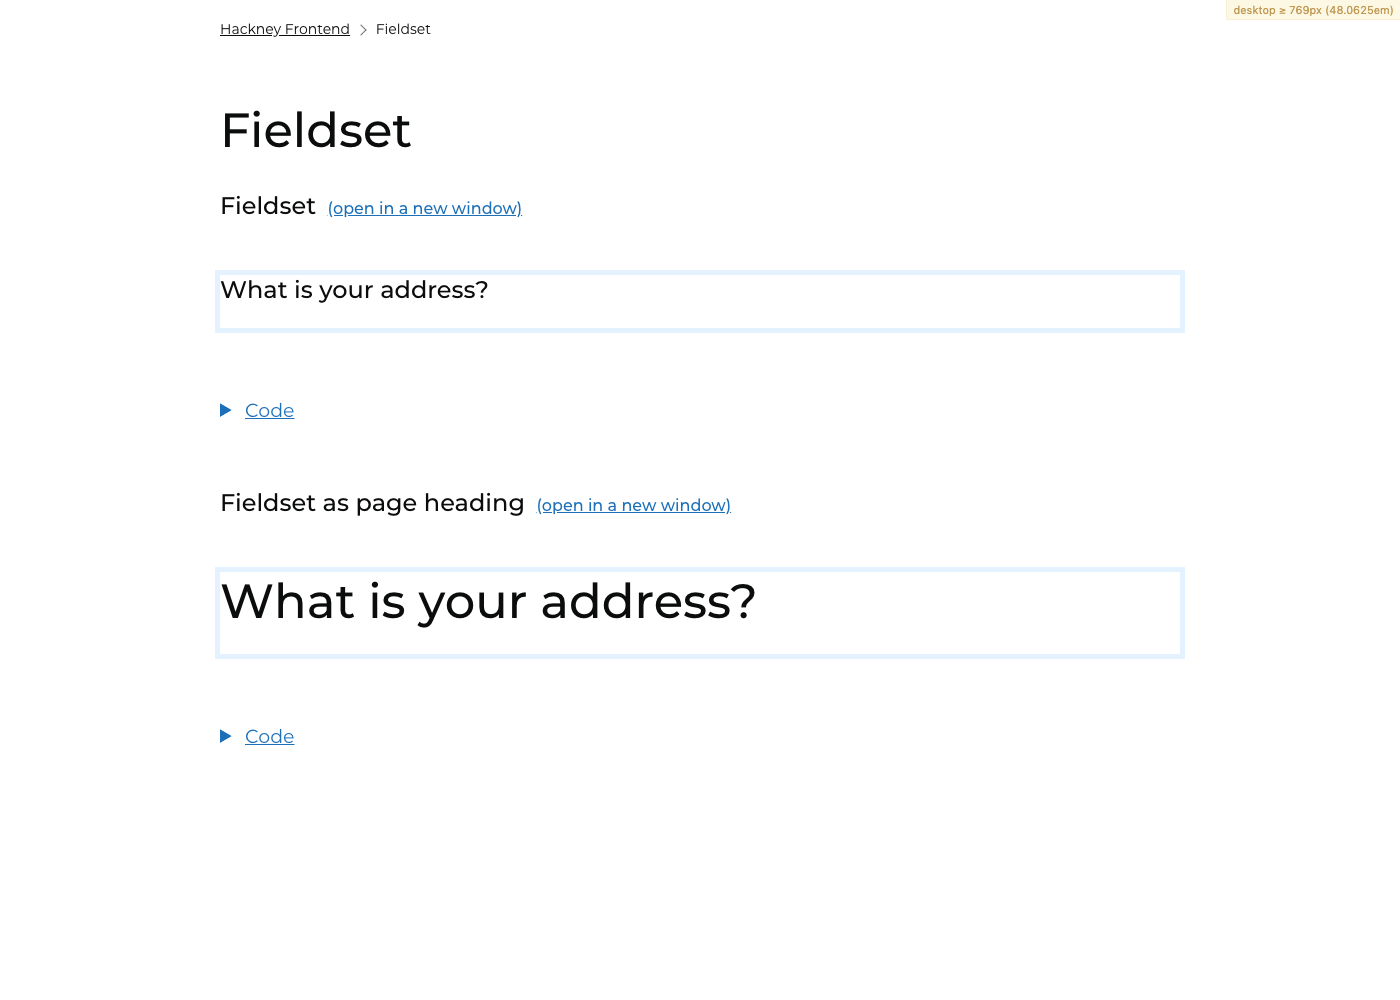 desktop ≥ 769px (48.0625em)
Hackney Frontend > Fieldset
Fieldset
Fieldset (open in a new window)
What is your address?
Code
Fieldset as page heading (open in a new window)
What is your address?
Code